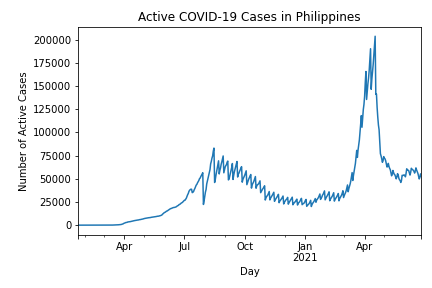 Active COVID-19 Cases in Philippines
Number of Active Cases
200000
175000
150000
125000
100000
75000
50000
25000
0
Apr
Jul
Oct
Jan
2021
Apr
Day